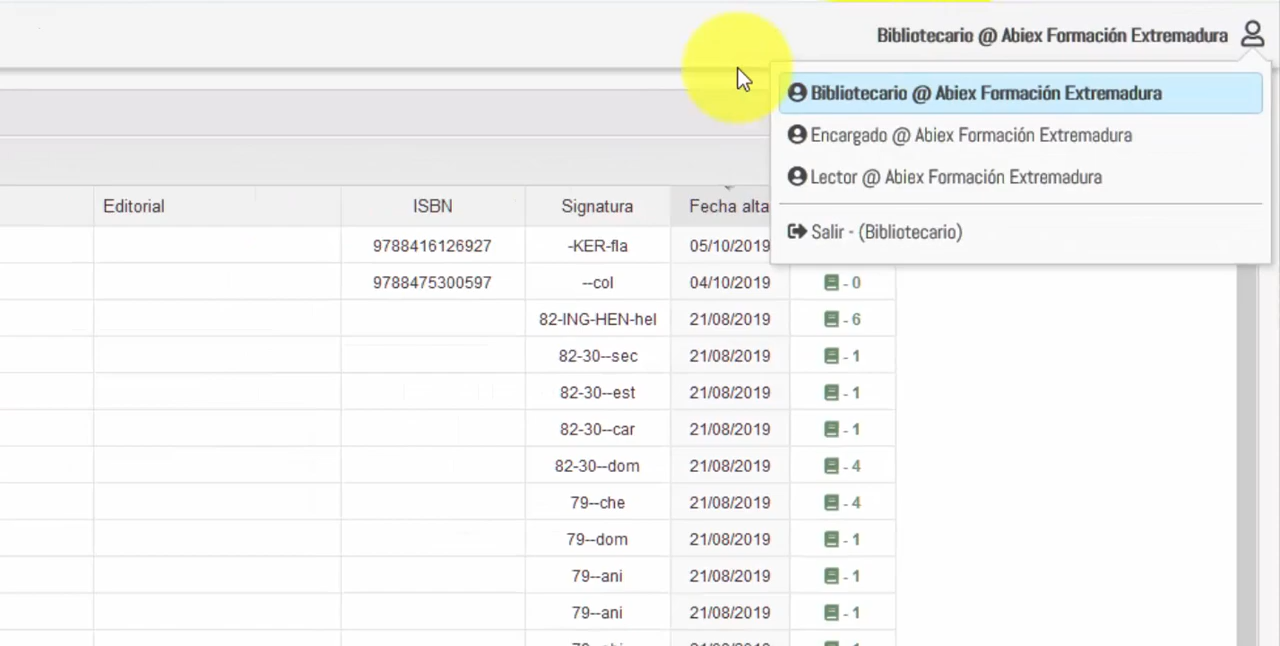 Bibliotecario @ Abiex Formación Extremadura
Bibliotecario @ Abiex Formación Extremadura
Encargado @ Abiex Formación Extremadura
Lector @ Abiex Formación Extremadura
Salir - (Bibliotecario)
Editorial ISBN Signatura Fecha alta
9788416126927 -KER-fla 05/10/2019
9788475300597 --col 04/10/2019 - 0
82-ING-HEN-hel 21/08/2019 - 6
82-30--sec 21/08/2019 - 1
82-30--est 21/08/2019 - 1
82-30--car 21/08/2019 - 1
82-30--dom 21/08/2019 - 4
79--che 21/08/2019 - 4
79--dom 21/08/2019 - 1
79--ani 21/08/2019 - 1
79--ani 21/08/2019 - 1